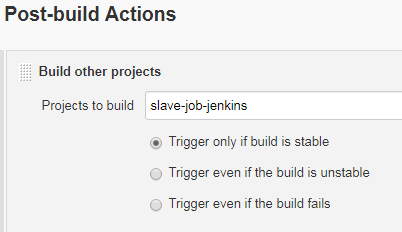 Post-build Actions
Build other projects
Projects to build slave-job-jenkins
Trigger only if build is stable
Trigger even if the build is unstable
Trigger even if the build fails